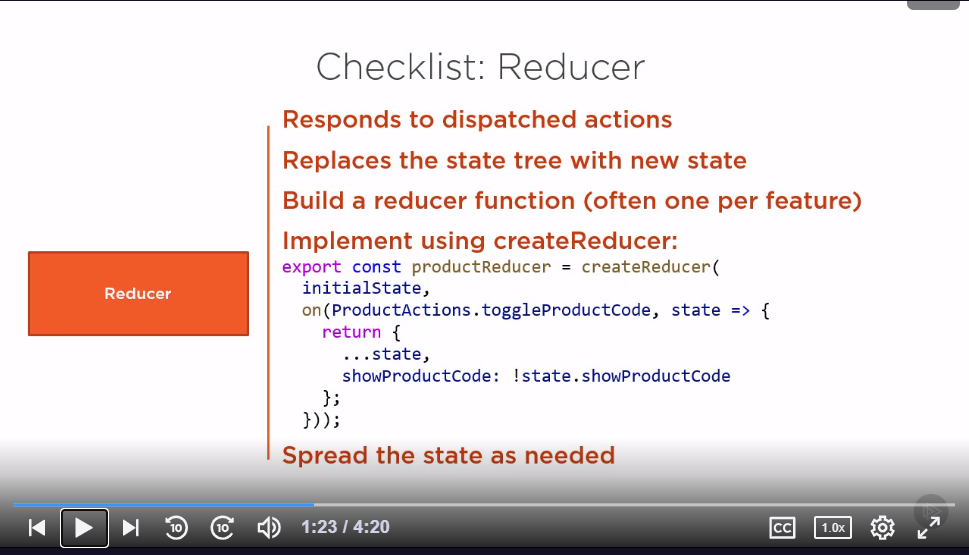 Checklist: Reducer
Responds to dispatched actions
Replaces the state tree with new state
Build a reducer function (often one per feature)
Implement using createReducer:
export const productReducer = createReducer(
  initialState,
  on(ProductActions.toggleProductCode, state => {
    return {
      ...state,
      showProductCode: !state.showProductCode
    };
  }));
Spread the state as needed
Reducer
10
10
1:23 / 4:20
CC
1.0x